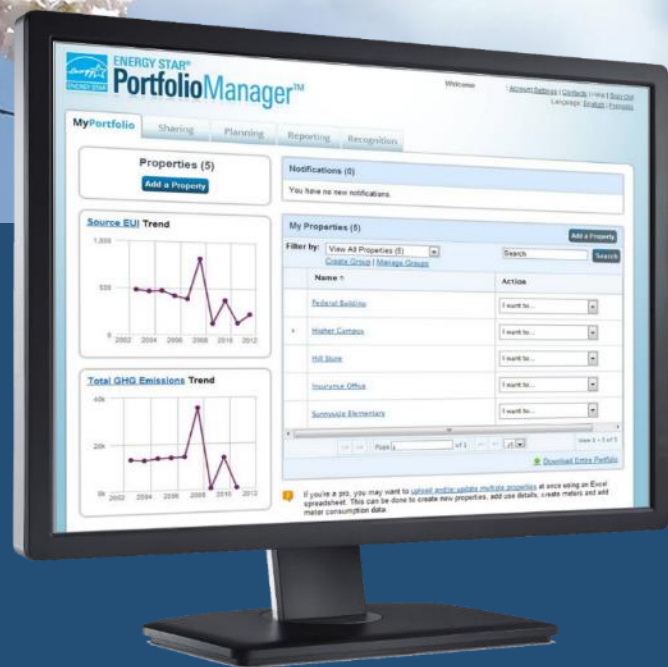 ENERGY STAR®
PortfolioManager™
ENERGY STAR
Welcome
Account Settings | Contacts | Help | Sign Out
Language: English | Français
MyPortfolio Sharing Planning Reporting Recognition
Properties (5)
Add a Property
Source EUI Trend
1,000
500
0
2002 2004 2006 2008 2010 2012
Total GHG Emissions Trend
40k
20k
0k
2002 2004 2006 2008 2010 2012
Notifications (0)
You have no new notifications.
My Properties (5)
Add a Property
Filter by: View All Properties (5)
Search Search
Create Group | Manage Groups
Name Action
Federal Building I want to...
Higher Campus I want to...
Hill Store I want to...
Insurance Office I want to...
Sunnyside Elementary I want to...
Page 1 of 1 25 View 1 - 5 of 5
Download Entire Portfolio
If you're a pro, you may want to upload and/or update multiple properties at once using an Excel
spreadsheet. This can be done to create new properties, add use details, create meters and add
meter consumption data.